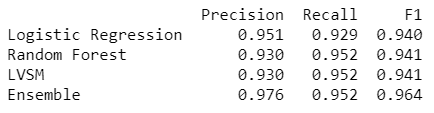 Precision Recall F1
Logistic Regression 0.951 0.929 0.940
Random Forest 0.930 0.952 0.941
LVSM 0.930 0.952 0.941
Ensemble 0.976 0.952 0.964